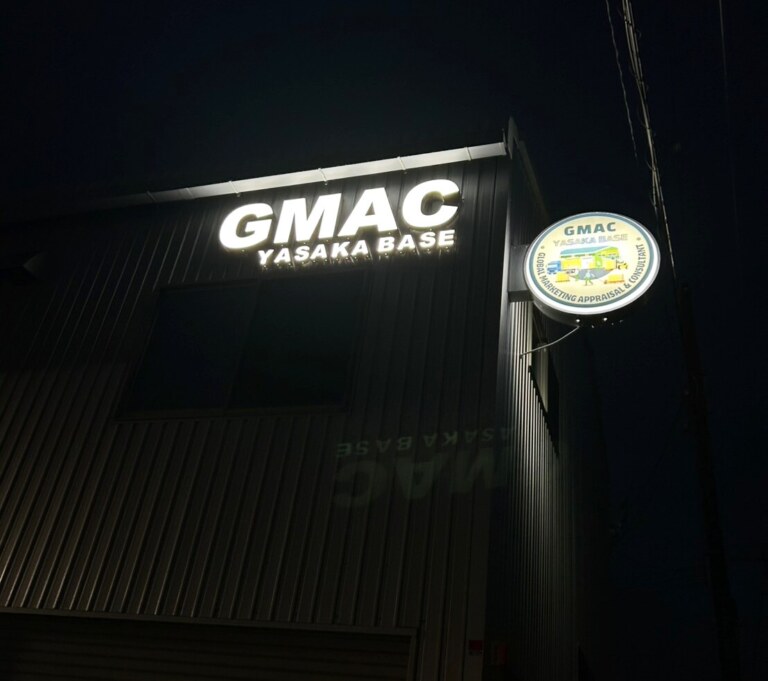 GMAC
YASAKA BASE
GMAC
YASAKA BASE
GLOBAL MARKETING APPRAISAL & CONSULTANT